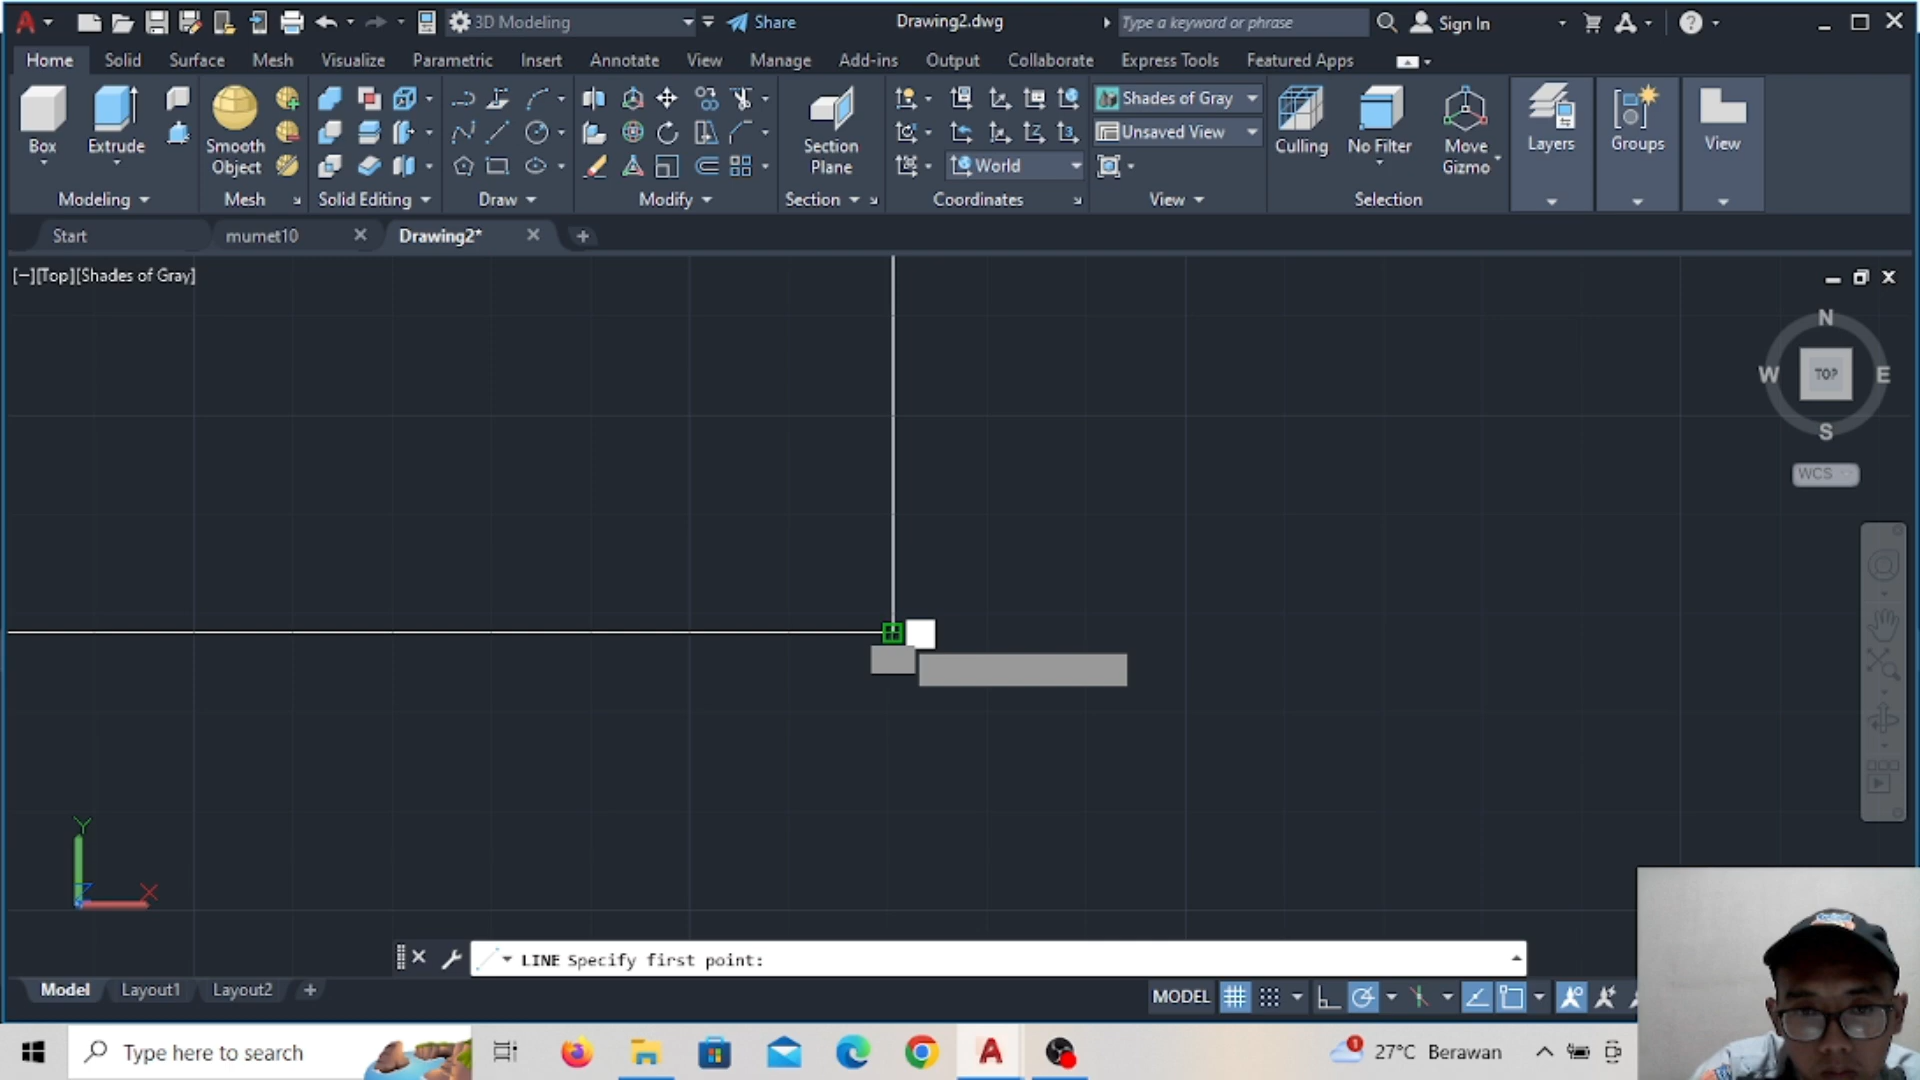 3D Modeling
Share
Drawing2.dwg
Type a keyword or phrase
Sign In
Home
Solid
Surface
Mesh
Visualize
Parametric
Insert
Annotate
View
Manage
Add-ins
Output
Collaborate
Express Tools
Featured Apps
Box
Extrude
Smooth
Object
Section
Plane
Shades of Gray
Unsaved View
World
Culling
No Filter
Move
Gizmo
Layers
Groups
View
Modeling
Mesh
Solid Editing
Draw
Modify
Section
Coordinates
View
Selection
Start
mumet10
Drawing2*
[−][Top][Shades of Gray]
N
W
TOP
E
S
WCS
Y
Z
X
LINE Specify first point:
Model
Layout1
Layout2
MODEL
Type here to search
1
27°C Berawan